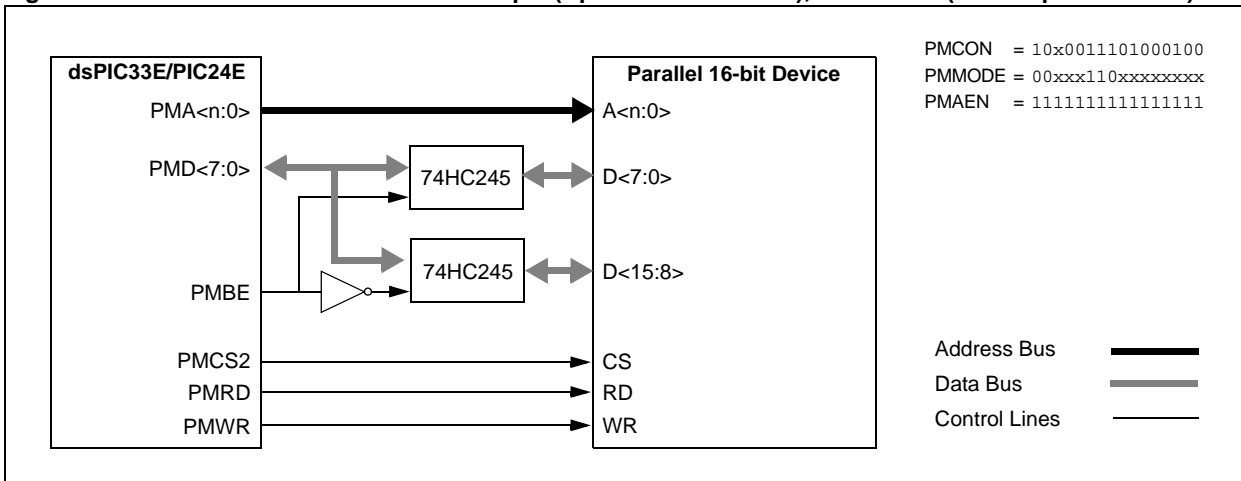 PMCON = 10x0011101000100
PMMODE = 00xxx110xxxxxxxx
PMAEN = 1111111111111111
dsPIC33E/PIC24E
Parallel 16-bit Device
PMA<n:0>
A<n:0>
PMD<7:0>
74HC245
D<7:0>
74HC245
D<15:8>
PMBE
PMCS2
CS
PMRD
RD
PMWR
WR
Address Bus
Data Bus
Control Lines